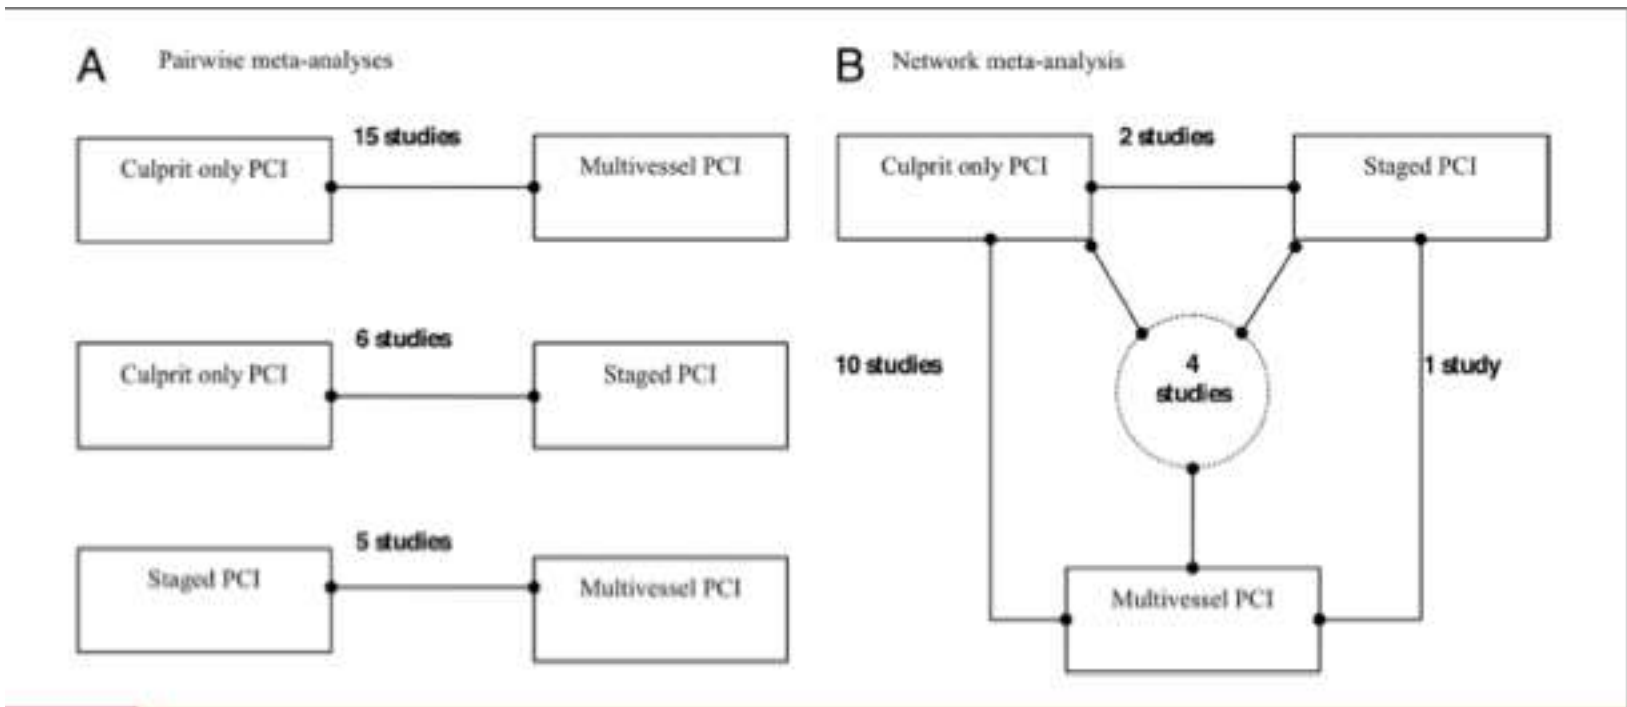 A Pairwise meta-analyses
15 studies
Culprit only PCI
Multivessel PCI
6 studies
Culprit only PCI
Staged PCI
5 studies
Staged PCI
Multivessel PCI
B Network meta-analysis
2 studies
Culprit only PCI
Staged PCI
10 studies
4
studies
1 study
Multivessel PCI